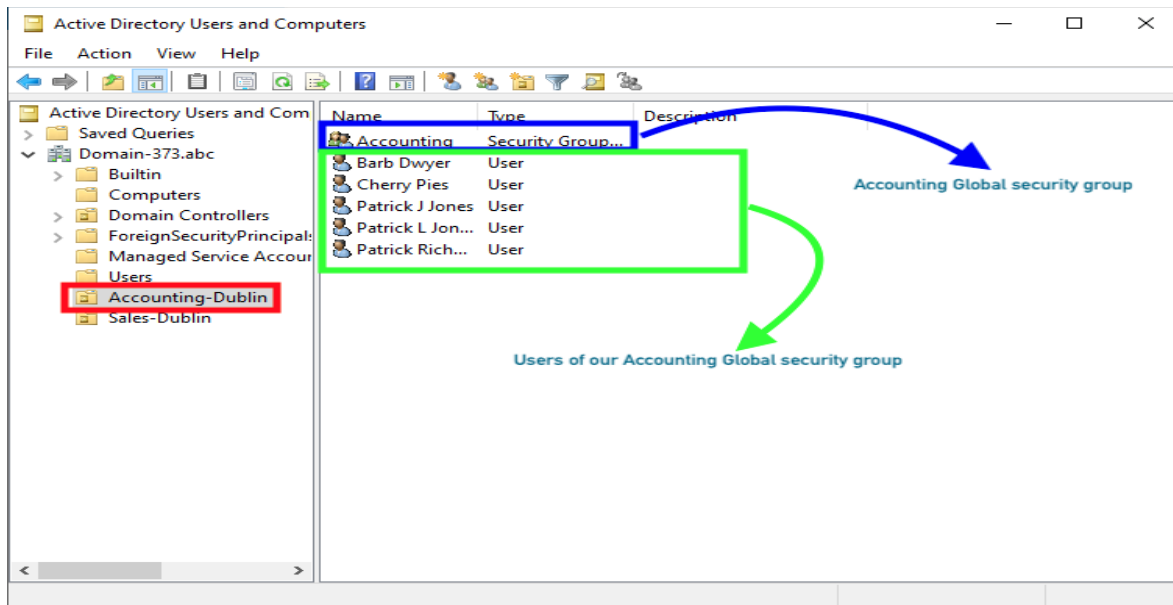 Active Directory Users and Computers
File Action View Help
Active Directory Users and Com
Saved Queries
Domain-373.abc
Builtin
Computers
Domain Controllers
ForeignSecurityPrincipals
Managed Service Accour
Users
Accounting-Dublin
Sales-Dublin
Name Type Description
Accounting Security Group...
Barb Dwyer User
Cherry Pies User
Patrick J Jones User
Patrick L Jon... User
Patrick Rich... User
Accounting Global security group
Users of our Accounting Global security group